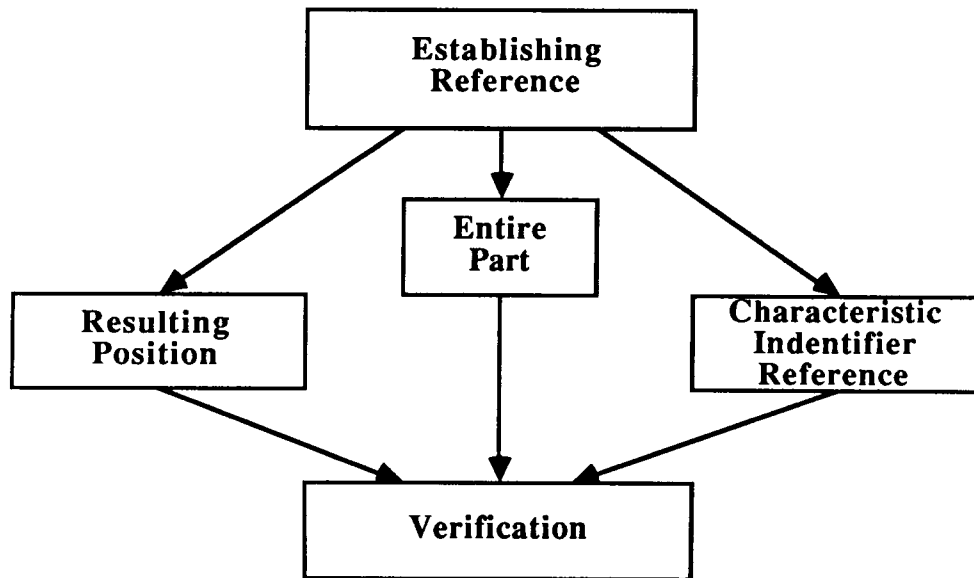 Establishing
Reference
Entire
Part
Resulting
Position
Characteristic
Indentifier
Reference
Verification